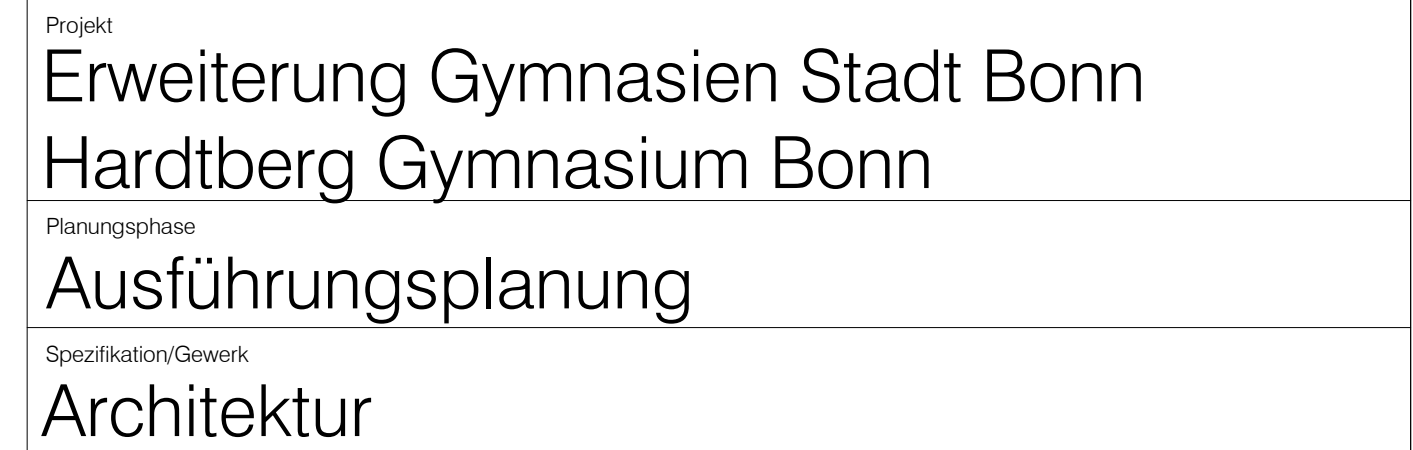 Projekt
Erweiterung Gymnasien Stadt Bonn
Hardtberg Gymnasium Bonn
Planungsphase
Ausführungsplanung
Spezifikation/Gewerk
Architektur